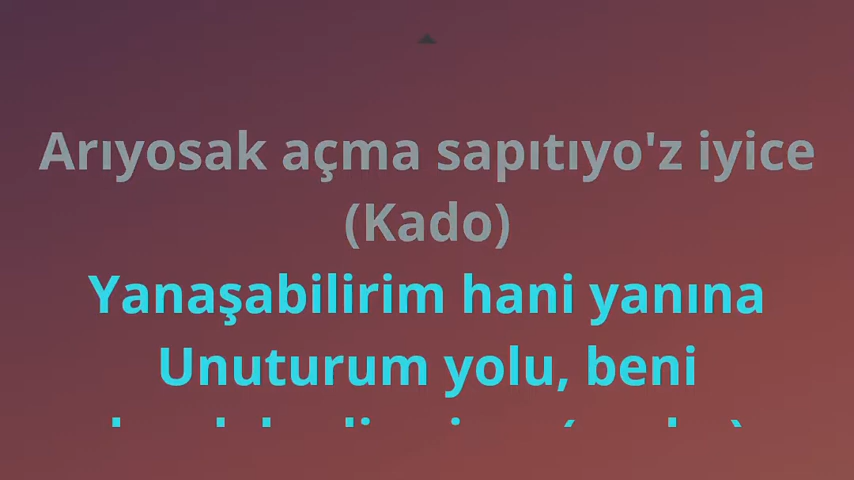 Arıyosak açma sapıtıyo'z iyice
(Kado)
Yanaşabilirim hani yanına
Unuturum yolu, beni